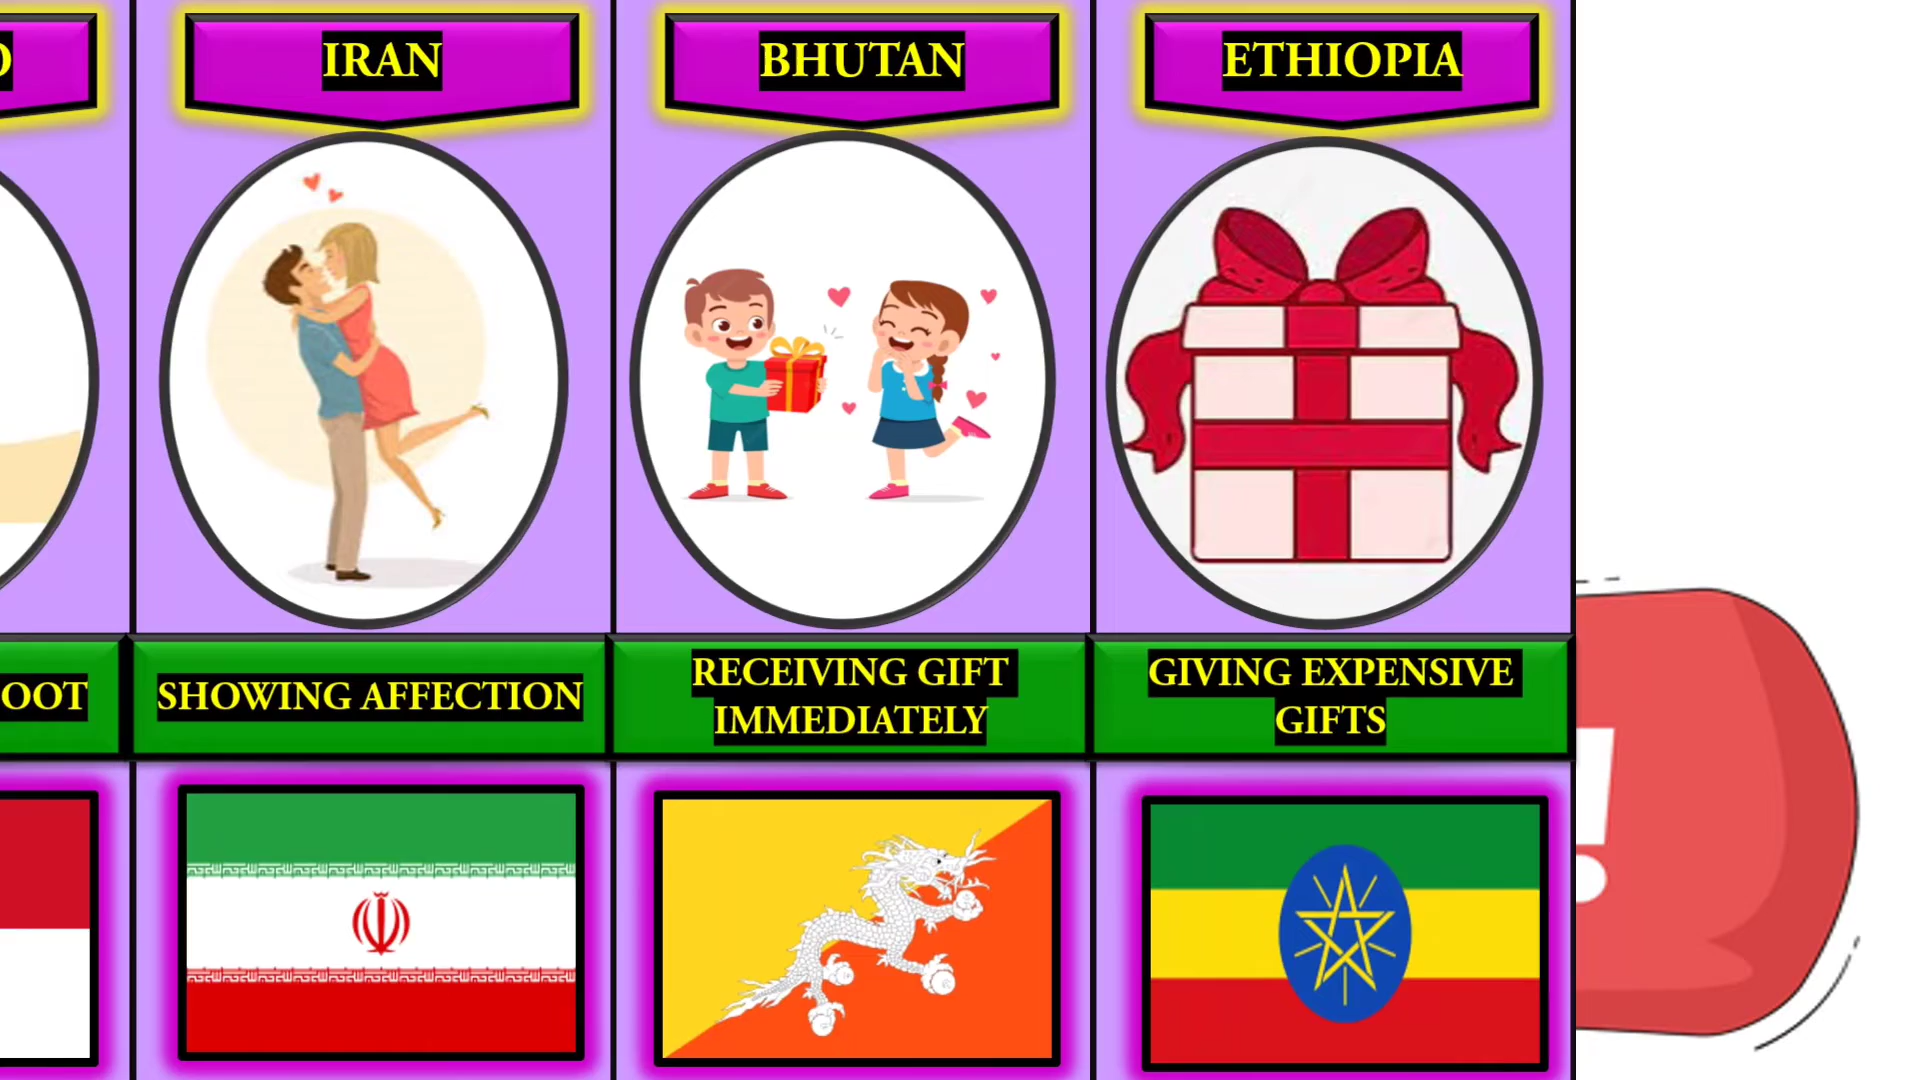 IRAN
BHUTAN
ETHIOPIA
OOT
SHOWING AFFECTION
RECEIVING GIFT
IMMEDIATELY
GIVING EXPENSIVE
GIFTS
!